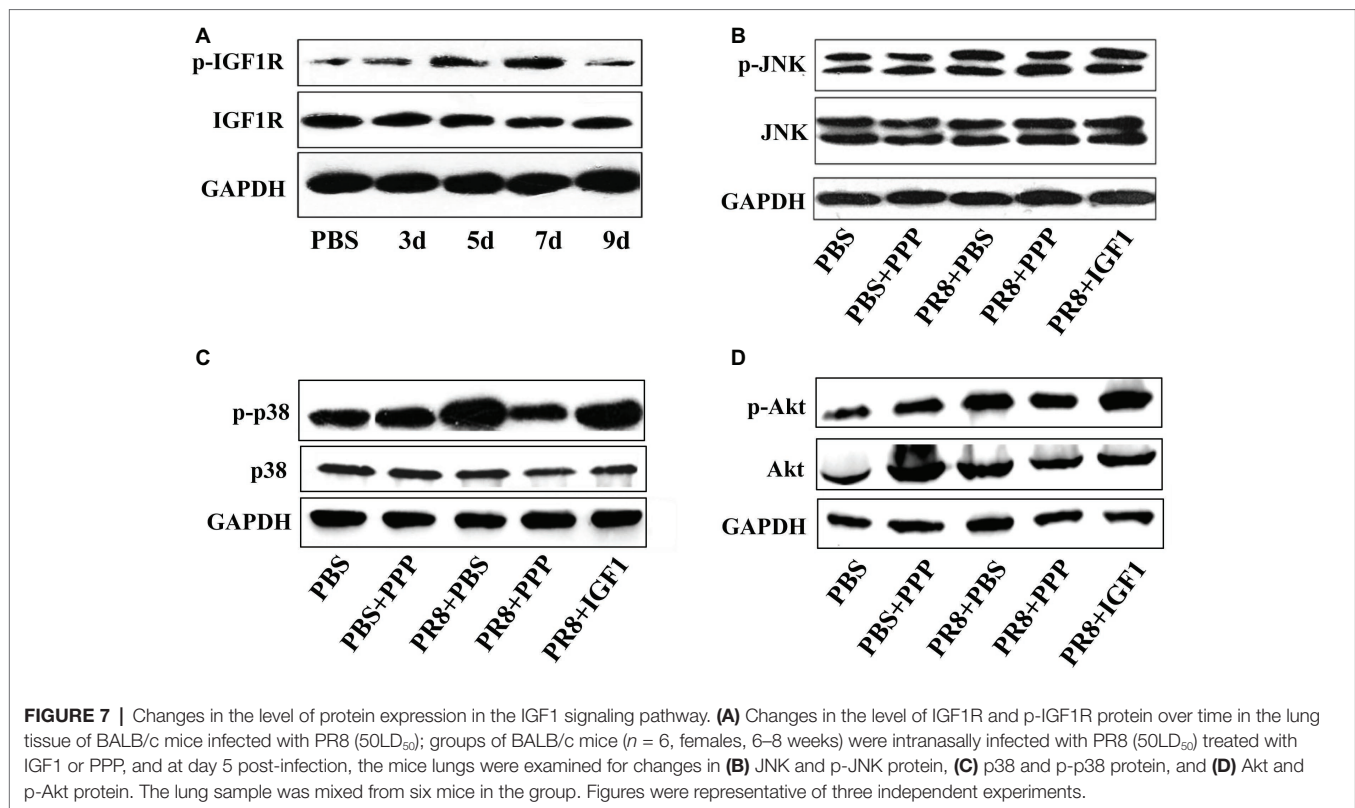 A
p-IGF1R
IGF1R
GAPDH
PBS 3d 5d 7d 9d
B
p-JNK
JNK
GAPDH
PBS PBS+PPP PR8+PBS PR8+PPP PR8+IGF1
C
p-p38
p38
GAPDH
PBS PBS+PPP PR8+PBS PR8+PPP PR8+IGF1
D
p-Akt
Akt
GAPDH
PBS PBS+PPP PR8+PBS PR8+PPP PR8+IGF1
FIGURE 7 | Changes in the level of protein expression in the IGF1 signaling pathway. (A) Changes in the level of IGF1R and p-IGF1R protein over time in the lung
tissue of BALB/c mice infected with PR8 (50LD₅₀); groups of BALB/c mice (n = 6, females, 6–8 weeks) were intranasally infected with PR8 (50LD₅₀) treated with
IGF1 or PPP, and at day 5 post-infection, the mice lungs were examined for changes in (B) JNK and p-JNK protein, (C) p38 and p-p38 protein, and (D) Akt and
p-Akt protein. The lung sample was mixed from six mice in the group. Figures were representative of three independent experiments.